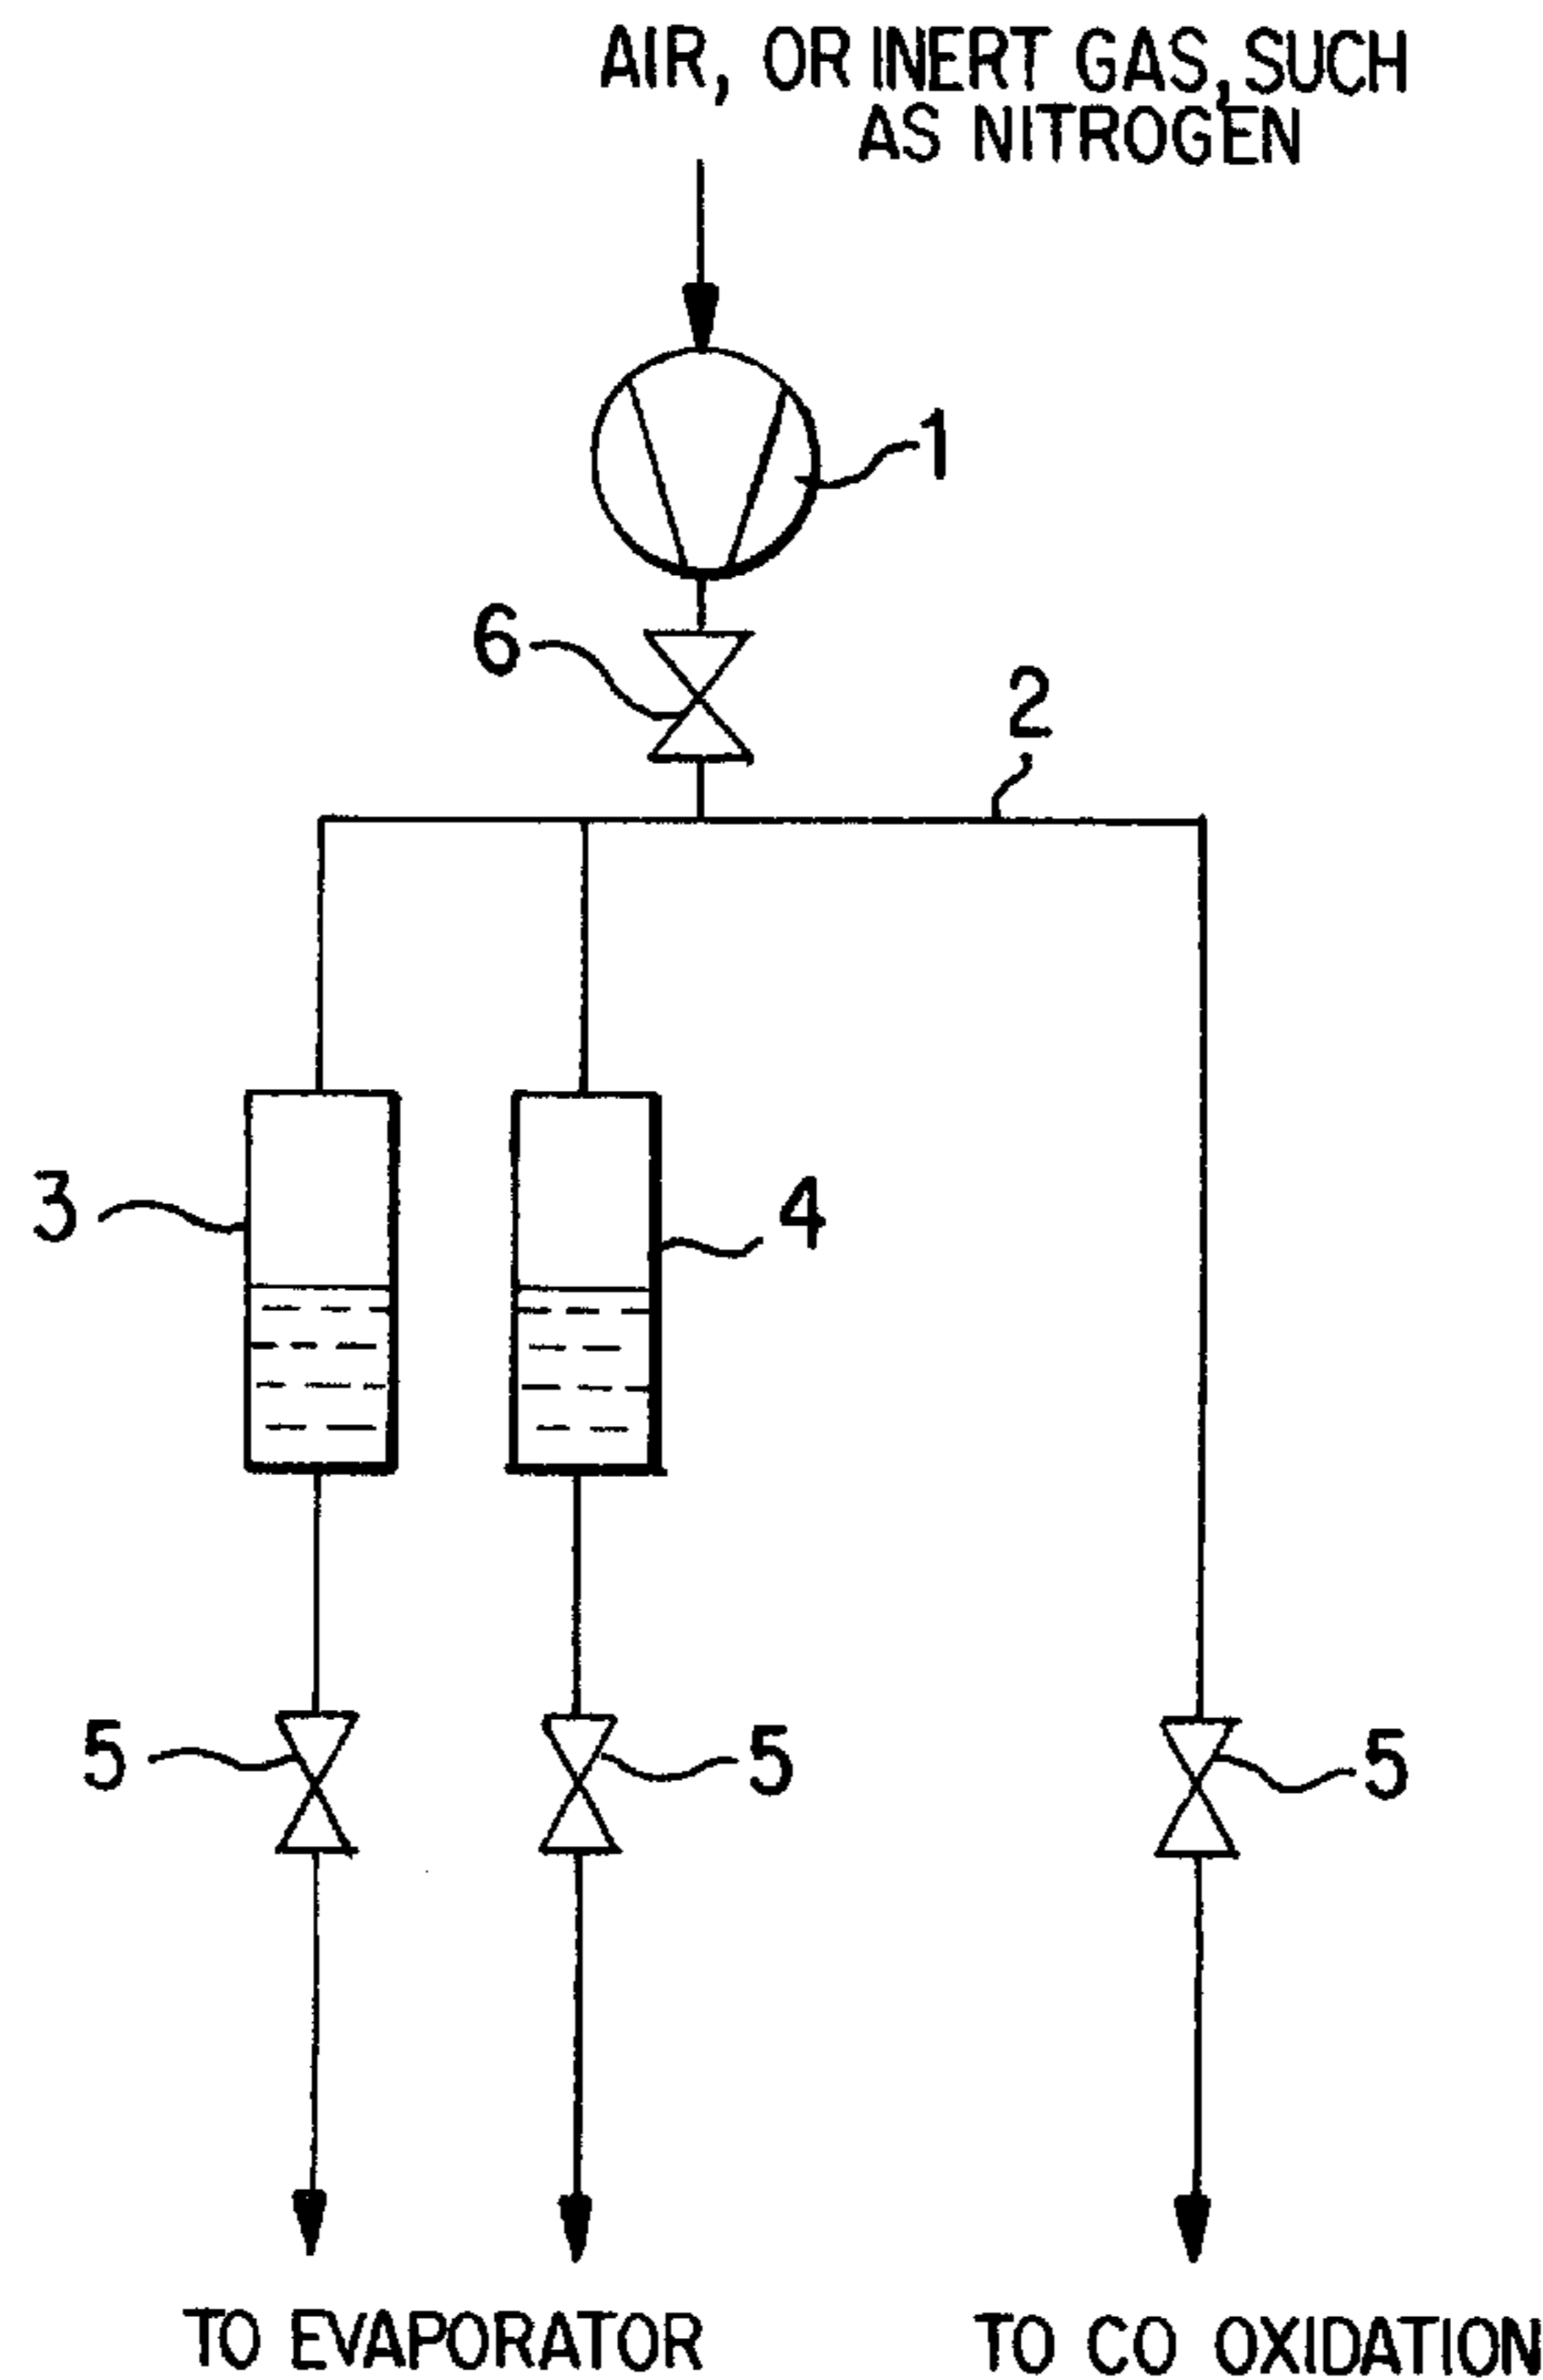 AIR, OR INERT GAS, SUCH
AS NITROGEN
1
6
2
3
4
5
5
5
TO EVAPORATOR
TO CO OXIDATION